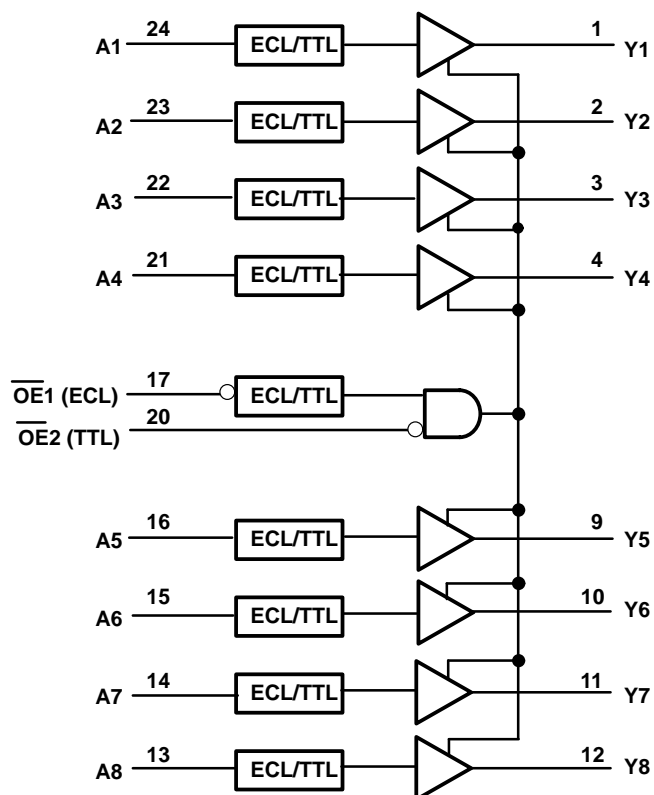 A1 24 ECL/TTL 1 Y1
A2 23 ECL/TTL 2 Y2
A3 22 ECL/TTL 3 Y3
A4 21 ECL/TTL 4 Y4
O̅E̅1 (ECL) 17 ECL/TTL
O̅E̅2 (TTL) 20
A5 16 ECL/TTL 9 Y5
A6 15 ECL/TTL 10 Y6
A7 14 ECL/TTL 11 Y7
A8 13 ECL/TTL 12 Y8